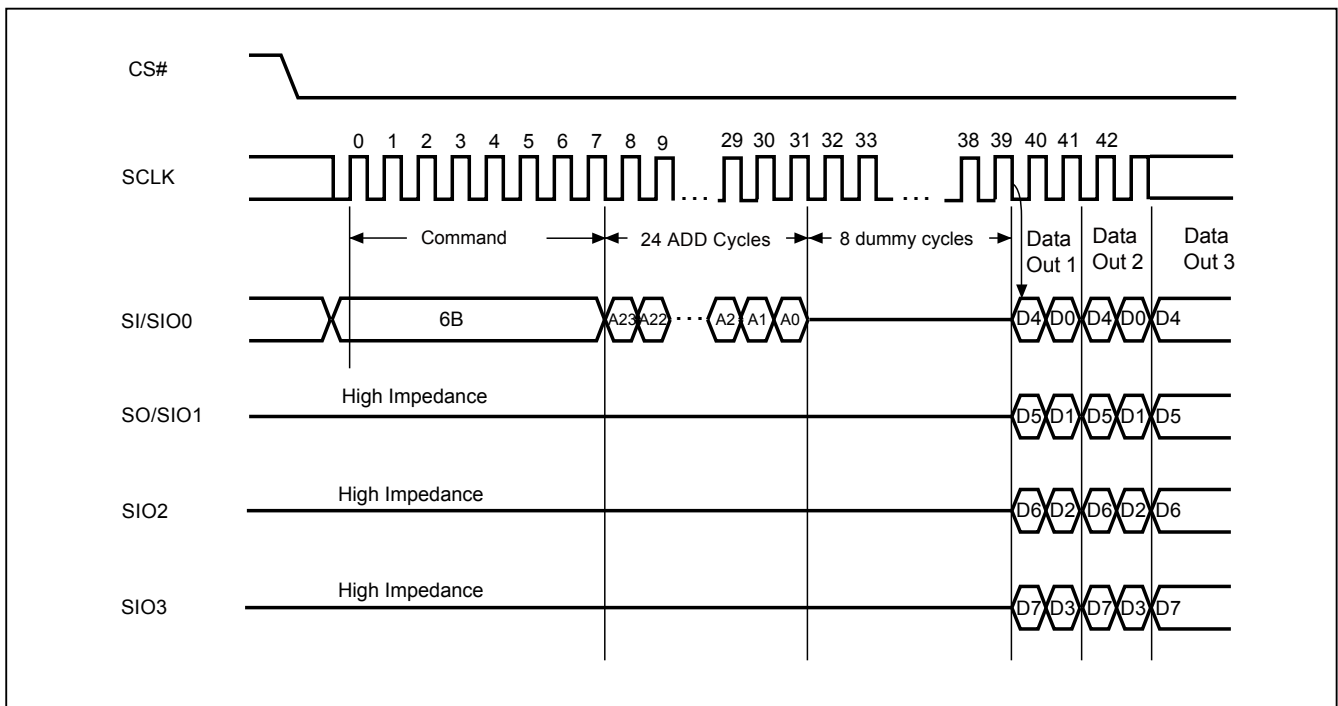 CS#
0 1 2 3 4 5 6 7 8 9 29 30 31 32 33 38 39 40 41 42
SCLK
Command 24 ADD Cycles 8 dummy cycles Data Out 1 Data Out 2 Data Out 3
SI/SIO0 6B A23 A22 A2 A1 A0 D4 D0 D4 D0 D4
High Impedance
SO/SIO1 D5 D1 D5 D1 D5
High Impedance
SIO2 D6 D2 D6 D2 D6
High Impedance
SIO3 D7 D3 D7 D3 D7